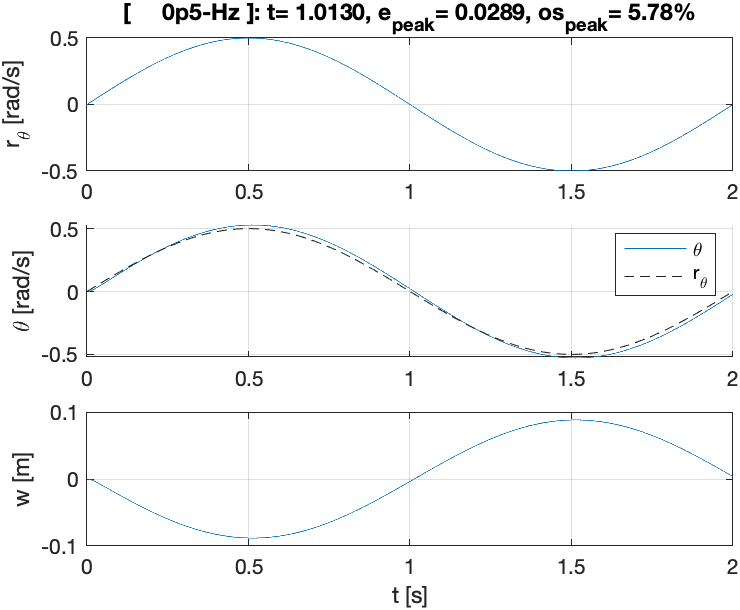 [ 0p5-Hz ]: t= 1.0130, e_peak= 0.0289, os_peak= 5.78%
0.5
0
-0.5
r_θ [rad/s]
0 0.5 1 1.5 2
0.5
0
-0.5
θ [rad/s]
θ
r_θ
0 0.5 1 1.5 2
0.1
0
-0.1
w [m]
0 0.5 1 1.5 2
t [s]